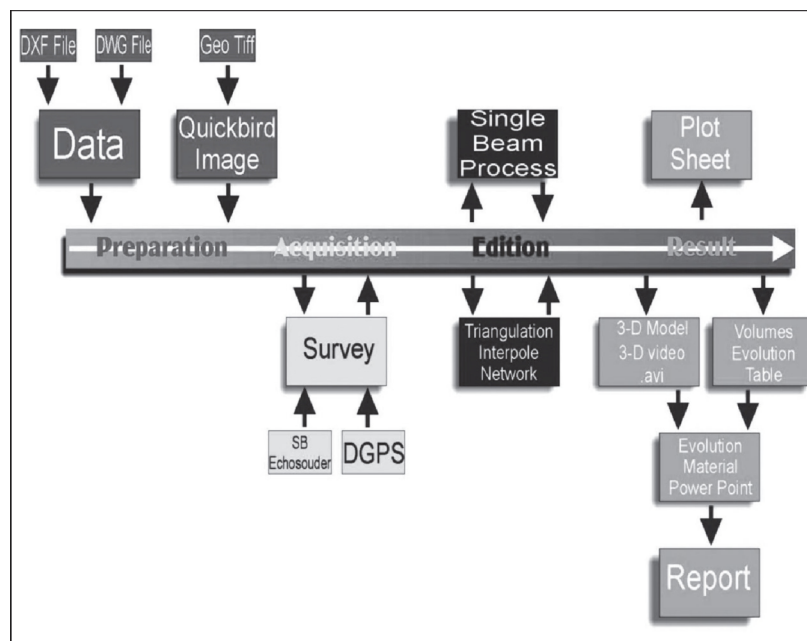 DXF File
DWG File
Geo Tiff
Data
Quickbird
Image
Single
Beam
Process
Plot
Sheet
Preparation
Acquisition
Edition
Result
Survey
Triangulation
Interpole
Network
3-D Model
3-D video
.avi
Volumes
Evolution
Table
SB
Echosouder
DGPS
Evolution
Material
Power Point
Report